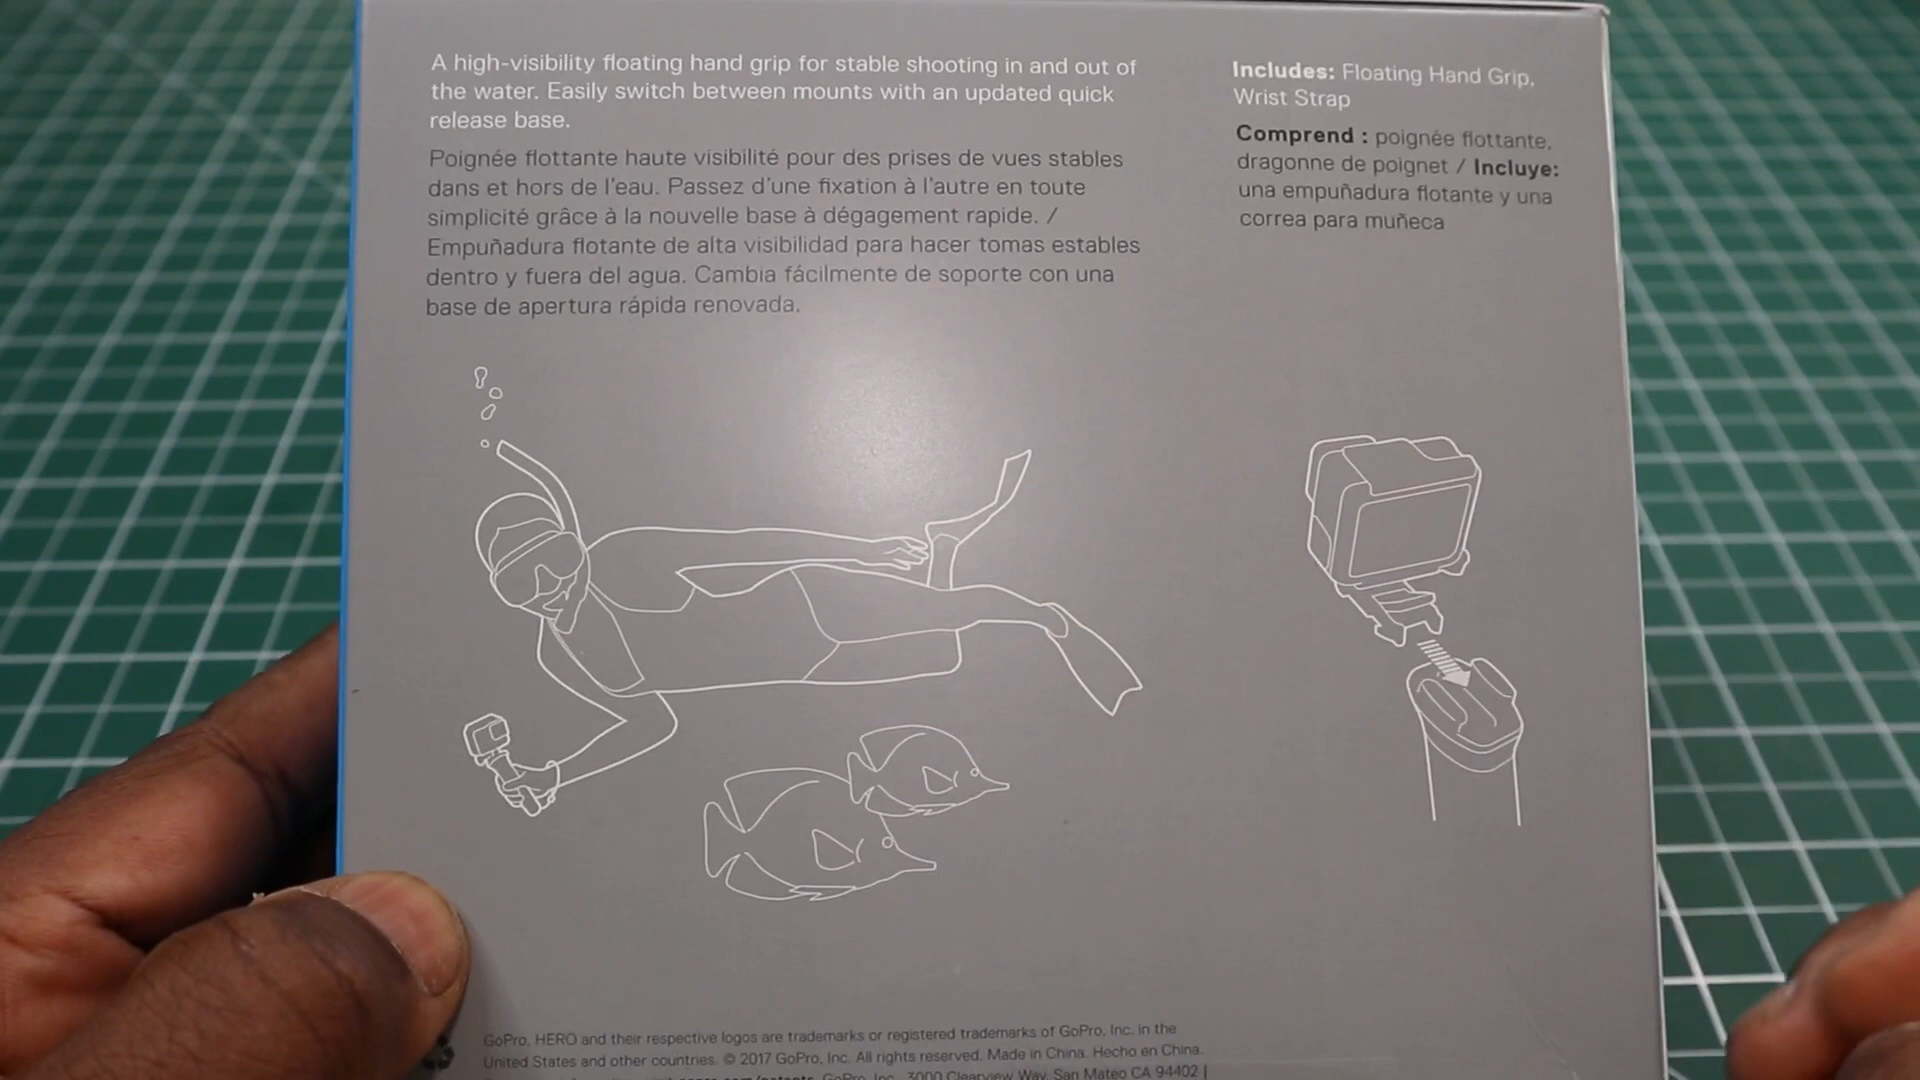 A high-visibility floating hand grip for stable shooting in and out of
the water. Easily switch between mounts with an updated quick
release base.
Poignée flottante haute visibilité pour des prises de vues stables
dans et hors de l'eau. Passez d'une fixation à l'autre en toute
simplicité grâce à la nouvelle base à dégagement rapide. /
Empuñadura flotante de alta visibilidad para hacer tomas estables
dentro y fuera del agua. Cambia fácilmente de soporte con una
base de apertura rápida renovada.
Includes: Floating Hand Grip,
Wrist Strap
Comprend : poignée flottante,
dragonne de poignet / Incluye:
una empuñadura flotante y una
correa para muñeca
GoPro, HERO and their respective logos are trademarks or registered trademarks of GoPro, Inc. in the
United States and other countries. © 2017 GoPro, Inc. All rights reserved. Made in China. Hecho en China.
GoPro, Inc., 3000 Clearview Way, San Mateo CA 94402 |